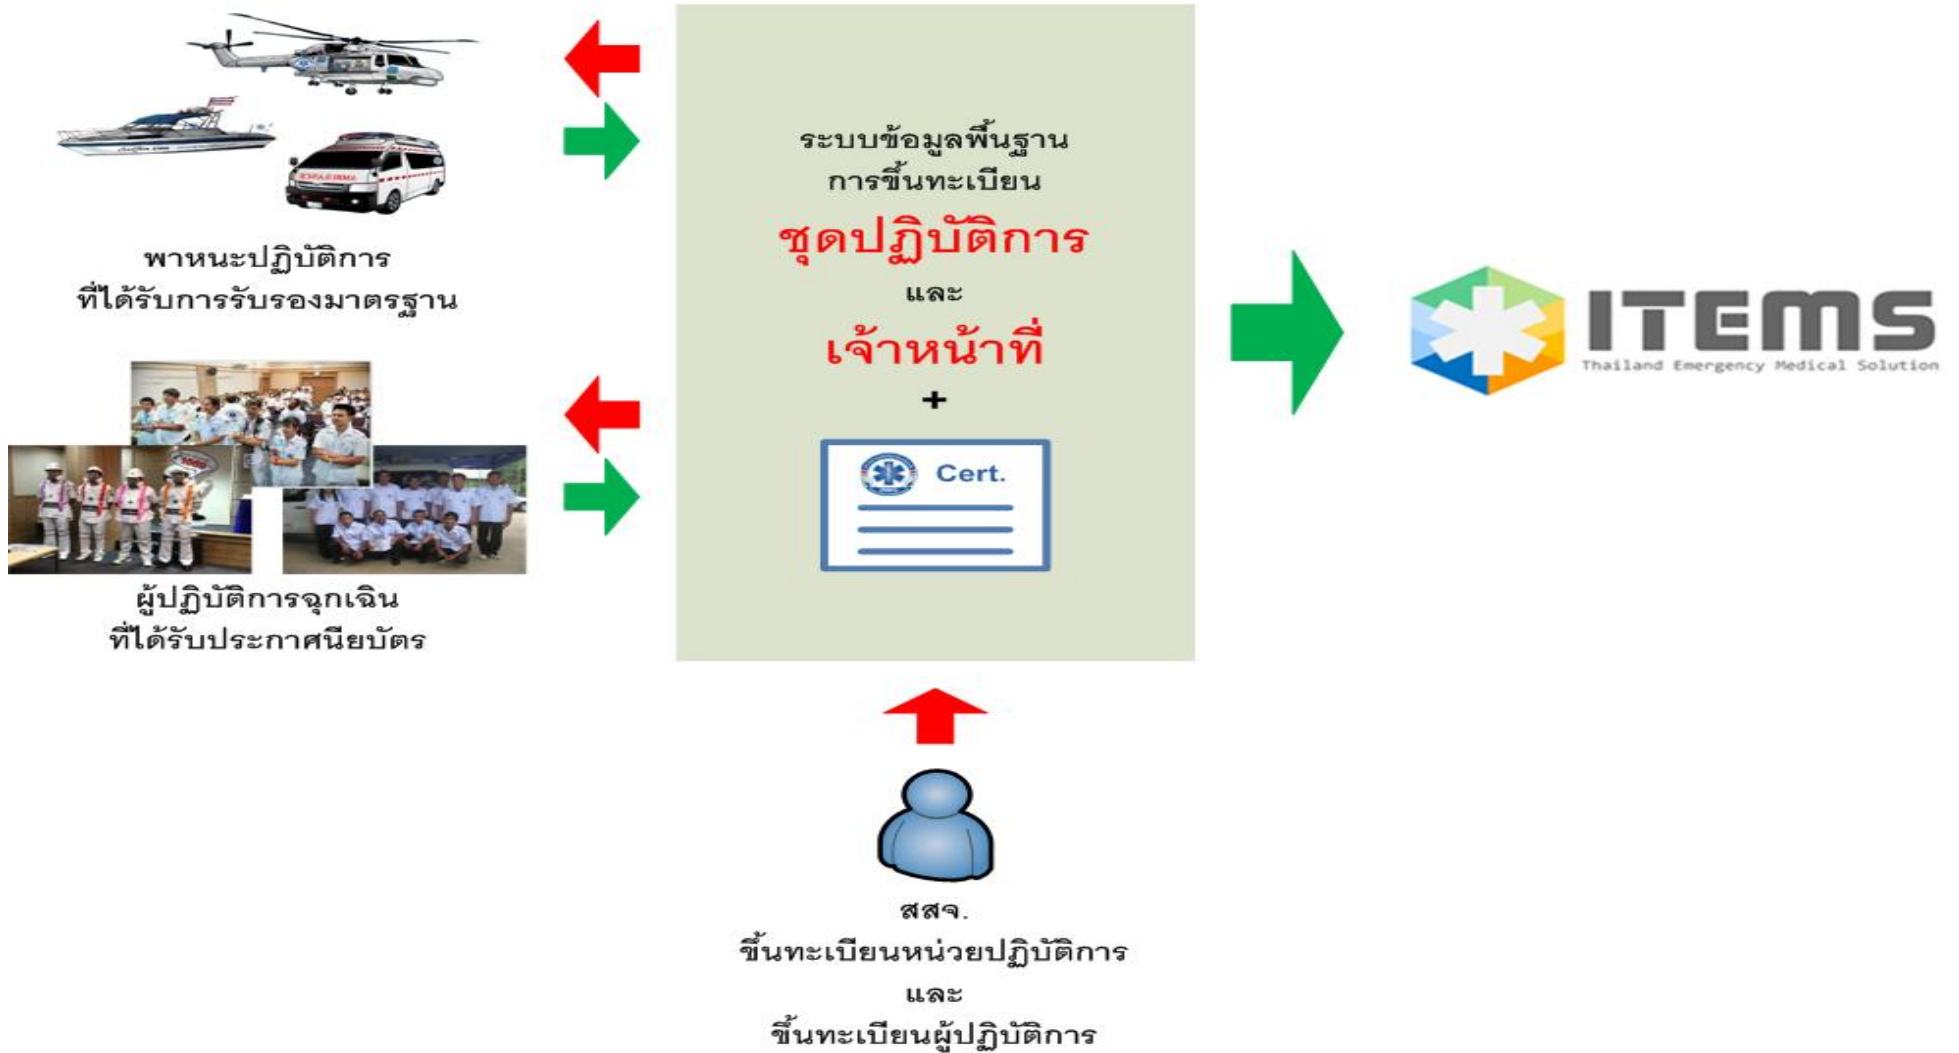 พาหนะปฏิบัติการ
ที่ได้รับการรับรองมาตรฐาน
ผู้ปฏิบัติการฉุกเฉิน
ที่ได้รับประกาศนียบัตร
ระบบข้อมูลพื้นฐาน
การขึ้นทะเบียน
ชุดปฏิบัติการ
และ
เจ้าหน้าที่
+
Cert.
ITEMS
Thailand Emergency Medical Solution
สสจ.
ขึ้นทะเบียนหน่วยปฏิบัติการ
และ
ขึ้นทะเบียนผู้ปฏิบัติการ